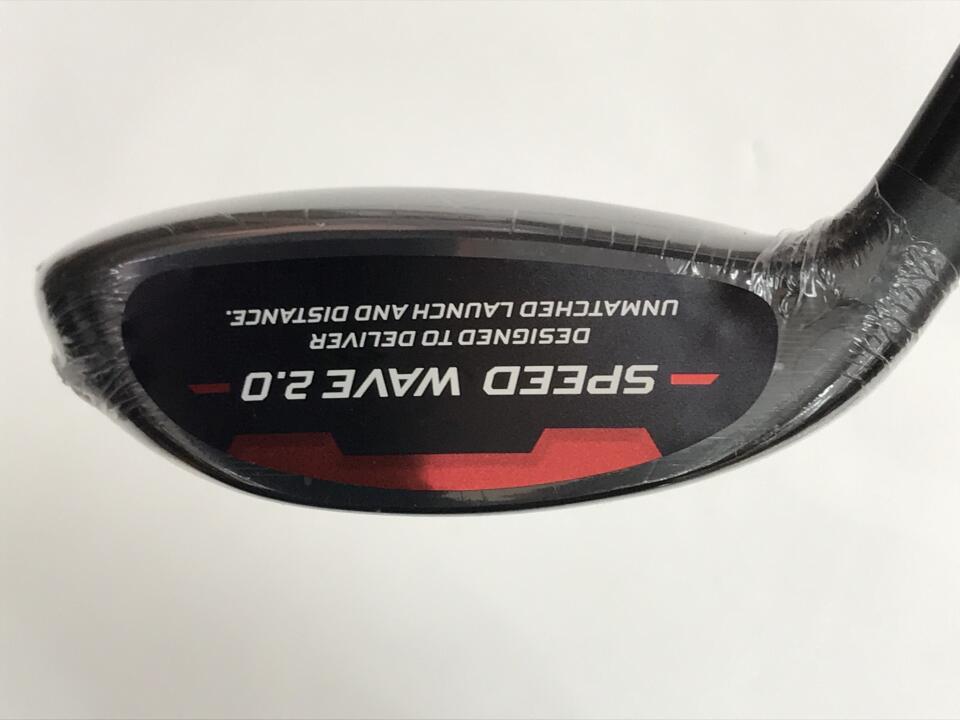 SPEED WAVE 2.0
DESIGNED TO DELIVER
UNMATCHED LAUNCH AND DISTANCE.